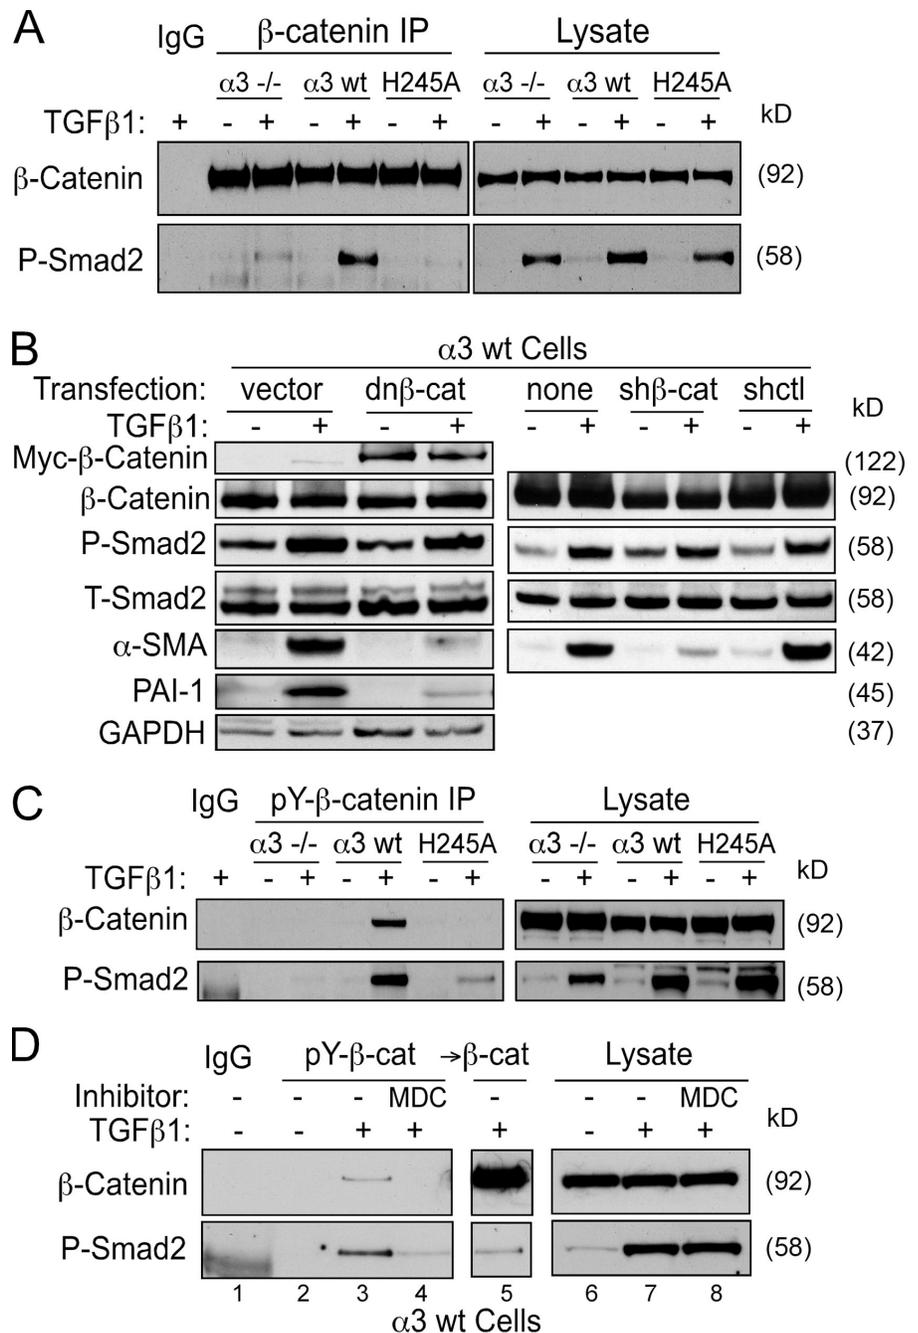 A
IgG β-catenin IP Lysate
α3 -/- α3 wt H245A α3 -/- α3 wt H245A
TGFβ1: + - + - + - + - + - + - + kD
β-Catenin (92)
P-Smad2 (58)
B
α3 wt Cells
Transfection: vector dnβ-cat none shβ-cat shctl kD
TGFβ1: - + - + - + - + - +
Myc-β-Catenin (122)
β-Catenin (92)
P-Smad2 (58)
T-Smad2 (58)
α-SMA (42)
PAI-1 (45)
GAPDH (37)
C
IgG pY-β-catenin IP Lysate
α3 -/- α3 wt H245A α3 -/- α3 wt H245A
TGFβ1: + - + - + - + - + - + - + kD
β-Catenin (92)
P-Smad2 (58)
D
IgG pY-β-cat →β-cat Lysate
Inhibitor: - - - MDC - - - MDC
TGFβ1: - - + + + - + + kD
β-Catenin (92)
P-Smad2 (58)
1 2 3 4 5 6 7 8
α3 wt Cells